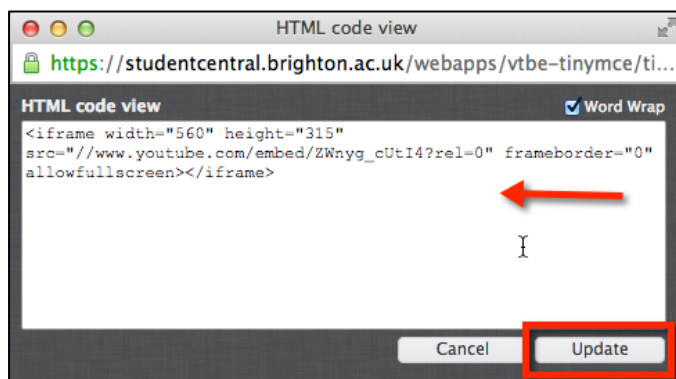 HTML code view
https://studentcentral.brighton.ac.uk/webapps/vtbe-tinymce/ti...
HTML code view Word Wrap
<iframe width="560" height="315"
src="//www.youtube.com/embed/ZWnyg_cUtI4?rel=0" frameborder="0"
allowfullscreen></iframe>
Cancel Update